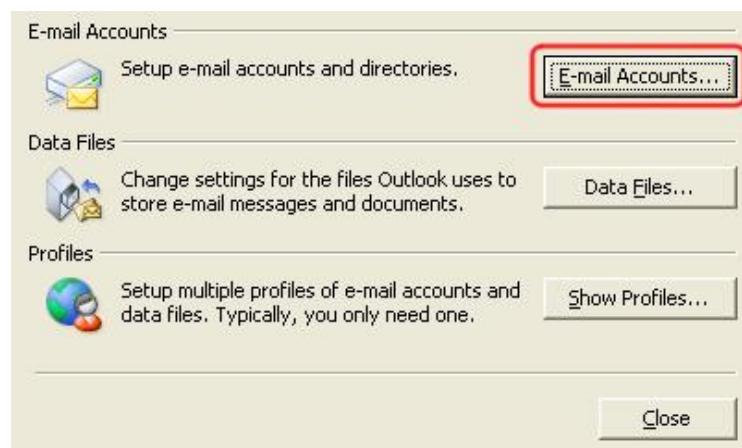 E-mail Accounts
Setup e-mail accounts and directories.
E-mail Accounts...
Data Files
Change settings for the files Outlook uses to
store e-mail messages and documents.
Data Files...
Profiles
Setup multiple profiles of e-mail accounts and
data files. Typically, you only need one.
Show Profiles...
Close